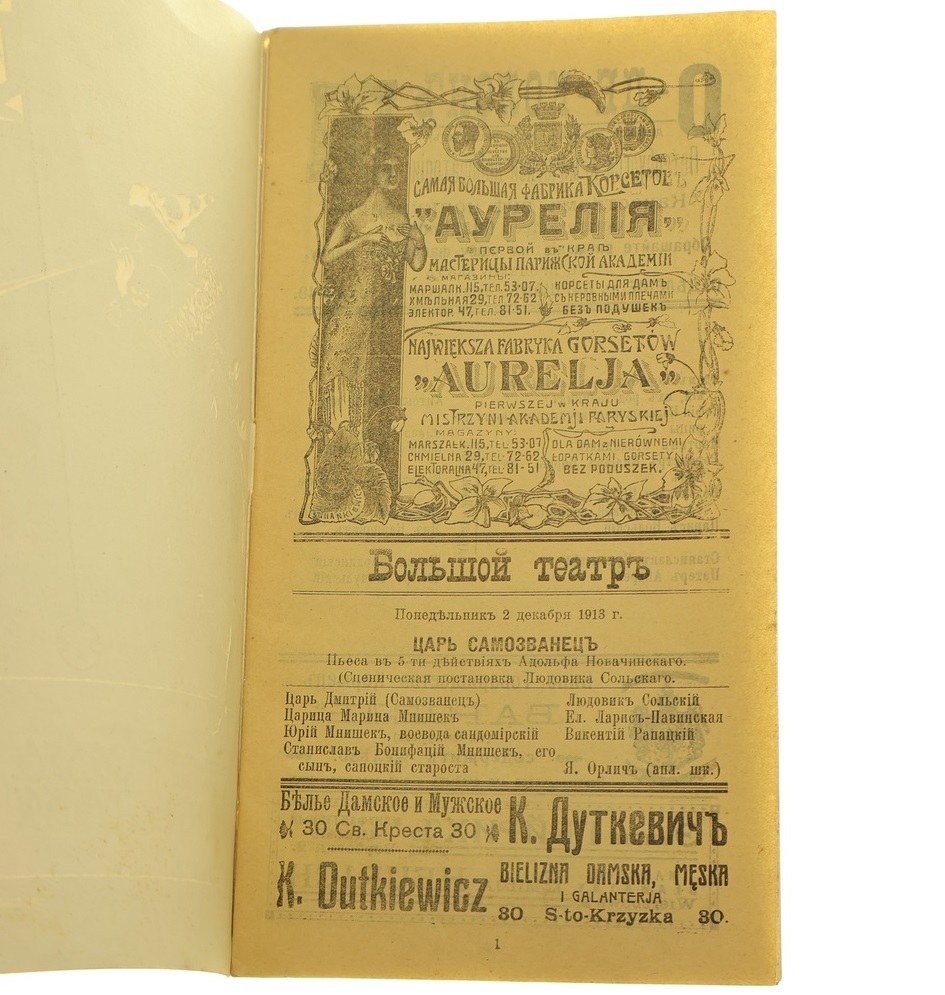 САМАЯ БОЛЬШАЯ ФАБРИКА КОРСЕТОВЪ
"АУРЕЛІЯ"
ПЕРВОЙ въ КРАѢ
МАСТЕРИЦЫ ПАРИЖСКОЙ АКАДЕМІИ
МАГАЗИНЫ:
МАРШАЛК. 115, ТЕЛ. 53-07.
ХМѢЛЬНАЯ 29, ТЕЛ 72-62
ЭЛЕКТОР. 47, ТЕЛ. 81-51.
КОРСЕТЫ ДЛЯ ДАМЪ
СЪ НЕРОВНЫМИ ПЛЕЧАМИ
БЕЗЪ ПОДУШЕКЪ
NAJWIĘKSZA FABRYKA GORSETÓW
„AURELJA"
PIERWSZEJ w KRAJU
MISTRZYNI AKADEMJI PARYSKIEJ
MAGAZYNY:
MARSZAŁK. 115, TEL 53-07
CHMIELNA 29, TEL- 72-62
ELEKTORALNA 47, TEL- 81-51
DLA DAM z NIERÓWNEMI
ŁOPATKAMI GORSETY
BEZ PODUSZEK.
Большой театръ
Понедѣльникъ 2 декабря 1913 г.
ЦАРЬ САМОЗВАНЕЦЪ
Пьеса въ 5-ти дѣйствіяхъ Адольфа Новачинскаго.
(Сценическая постановка Людовика Сольскаго.
Царь Дмитрій (Самозванецъ) Людовикъ Сольскій
Царица Марина Мнишекъ Ел. Ларисъ-Павинская
Юрій Мнишекъ, воевода сандомірскій Викентій Рапацкій
Станиславъ Бонифацій Мнишекъ, его
сынъ, саноцкій староста Я. Орличъ (апл. шк.)
Бѣлье Дамское и Мужское
30 Св. Креста 30
К. Дуткевичъ
K. Dutkiewicz
BIELIZNA DAMSKA, MĘSKA
I GALANTERJA
30 S-to-Krzyzka 30.
1